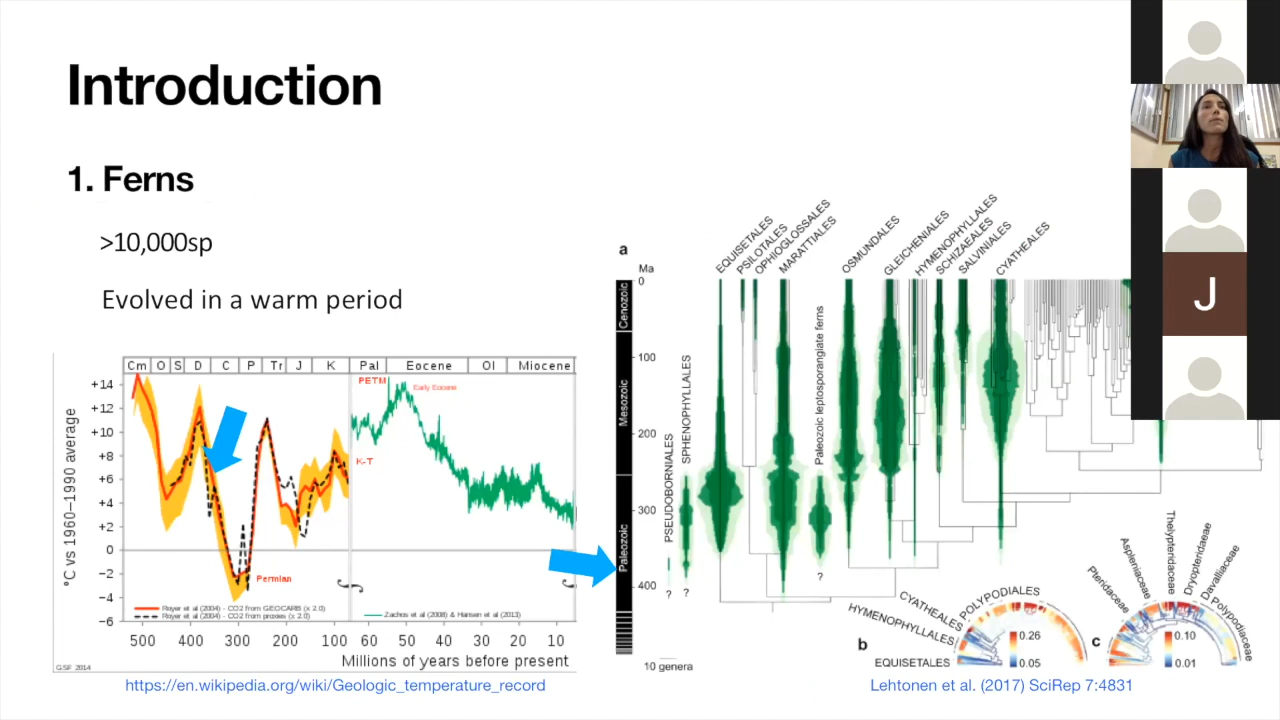 Introduction
1. Ferns
>10,000sp
Evolved in a warm period
Cm O S D C P Tr J K Pal Eocene Ol Miocene
PETM
Early Eocene
K-T
Permian
°C vs 1960–1990 average
+14
+12
+10
+8
+6
+4
+2
0
−2
−4
−6
Royer et al (2004) - CO2 from GEOCARB (x 2.0)
Royer et al (2004) - CO2 from proxies (x 2.0)
Zachos et al (2008) & Hansen et al (2013)
500 400 300 200 100 60 50 40 30 20 10
Millions of years before present
GSF 2014
https://en.wikipedia.org/wiki/Geologic_temperature_record
a
Ma
0
100
200
300
400
Cenozoic
Mesozoic
Paleozoic
PSEUDOBORNIALES
SPHENOPHYLLALES
EQUISETALES
PSILOTALES
OPHIOGLOSSALES
MARATTIALES
Paleozoic leptosporangiate ferns
OSMUNDALES
GLEICHENIALES
HYMENOPHYLLALES
SCHIZAEALES
SALVINIALES
CYATHEALES
? ? ?
10 genera
b
EQUISETALES
HYMENOPHYLLALES
CYATHEALES
POLYPODIALES
0.26
0.05
c
Pteridaceae
Aspleniaceae
Thelypteridaceae
Dryopteridaceae
Davalliaceae
Polypodiaceae
0.10
0.01
Lehtonen et al. (2017) SciRep 7:4831
J